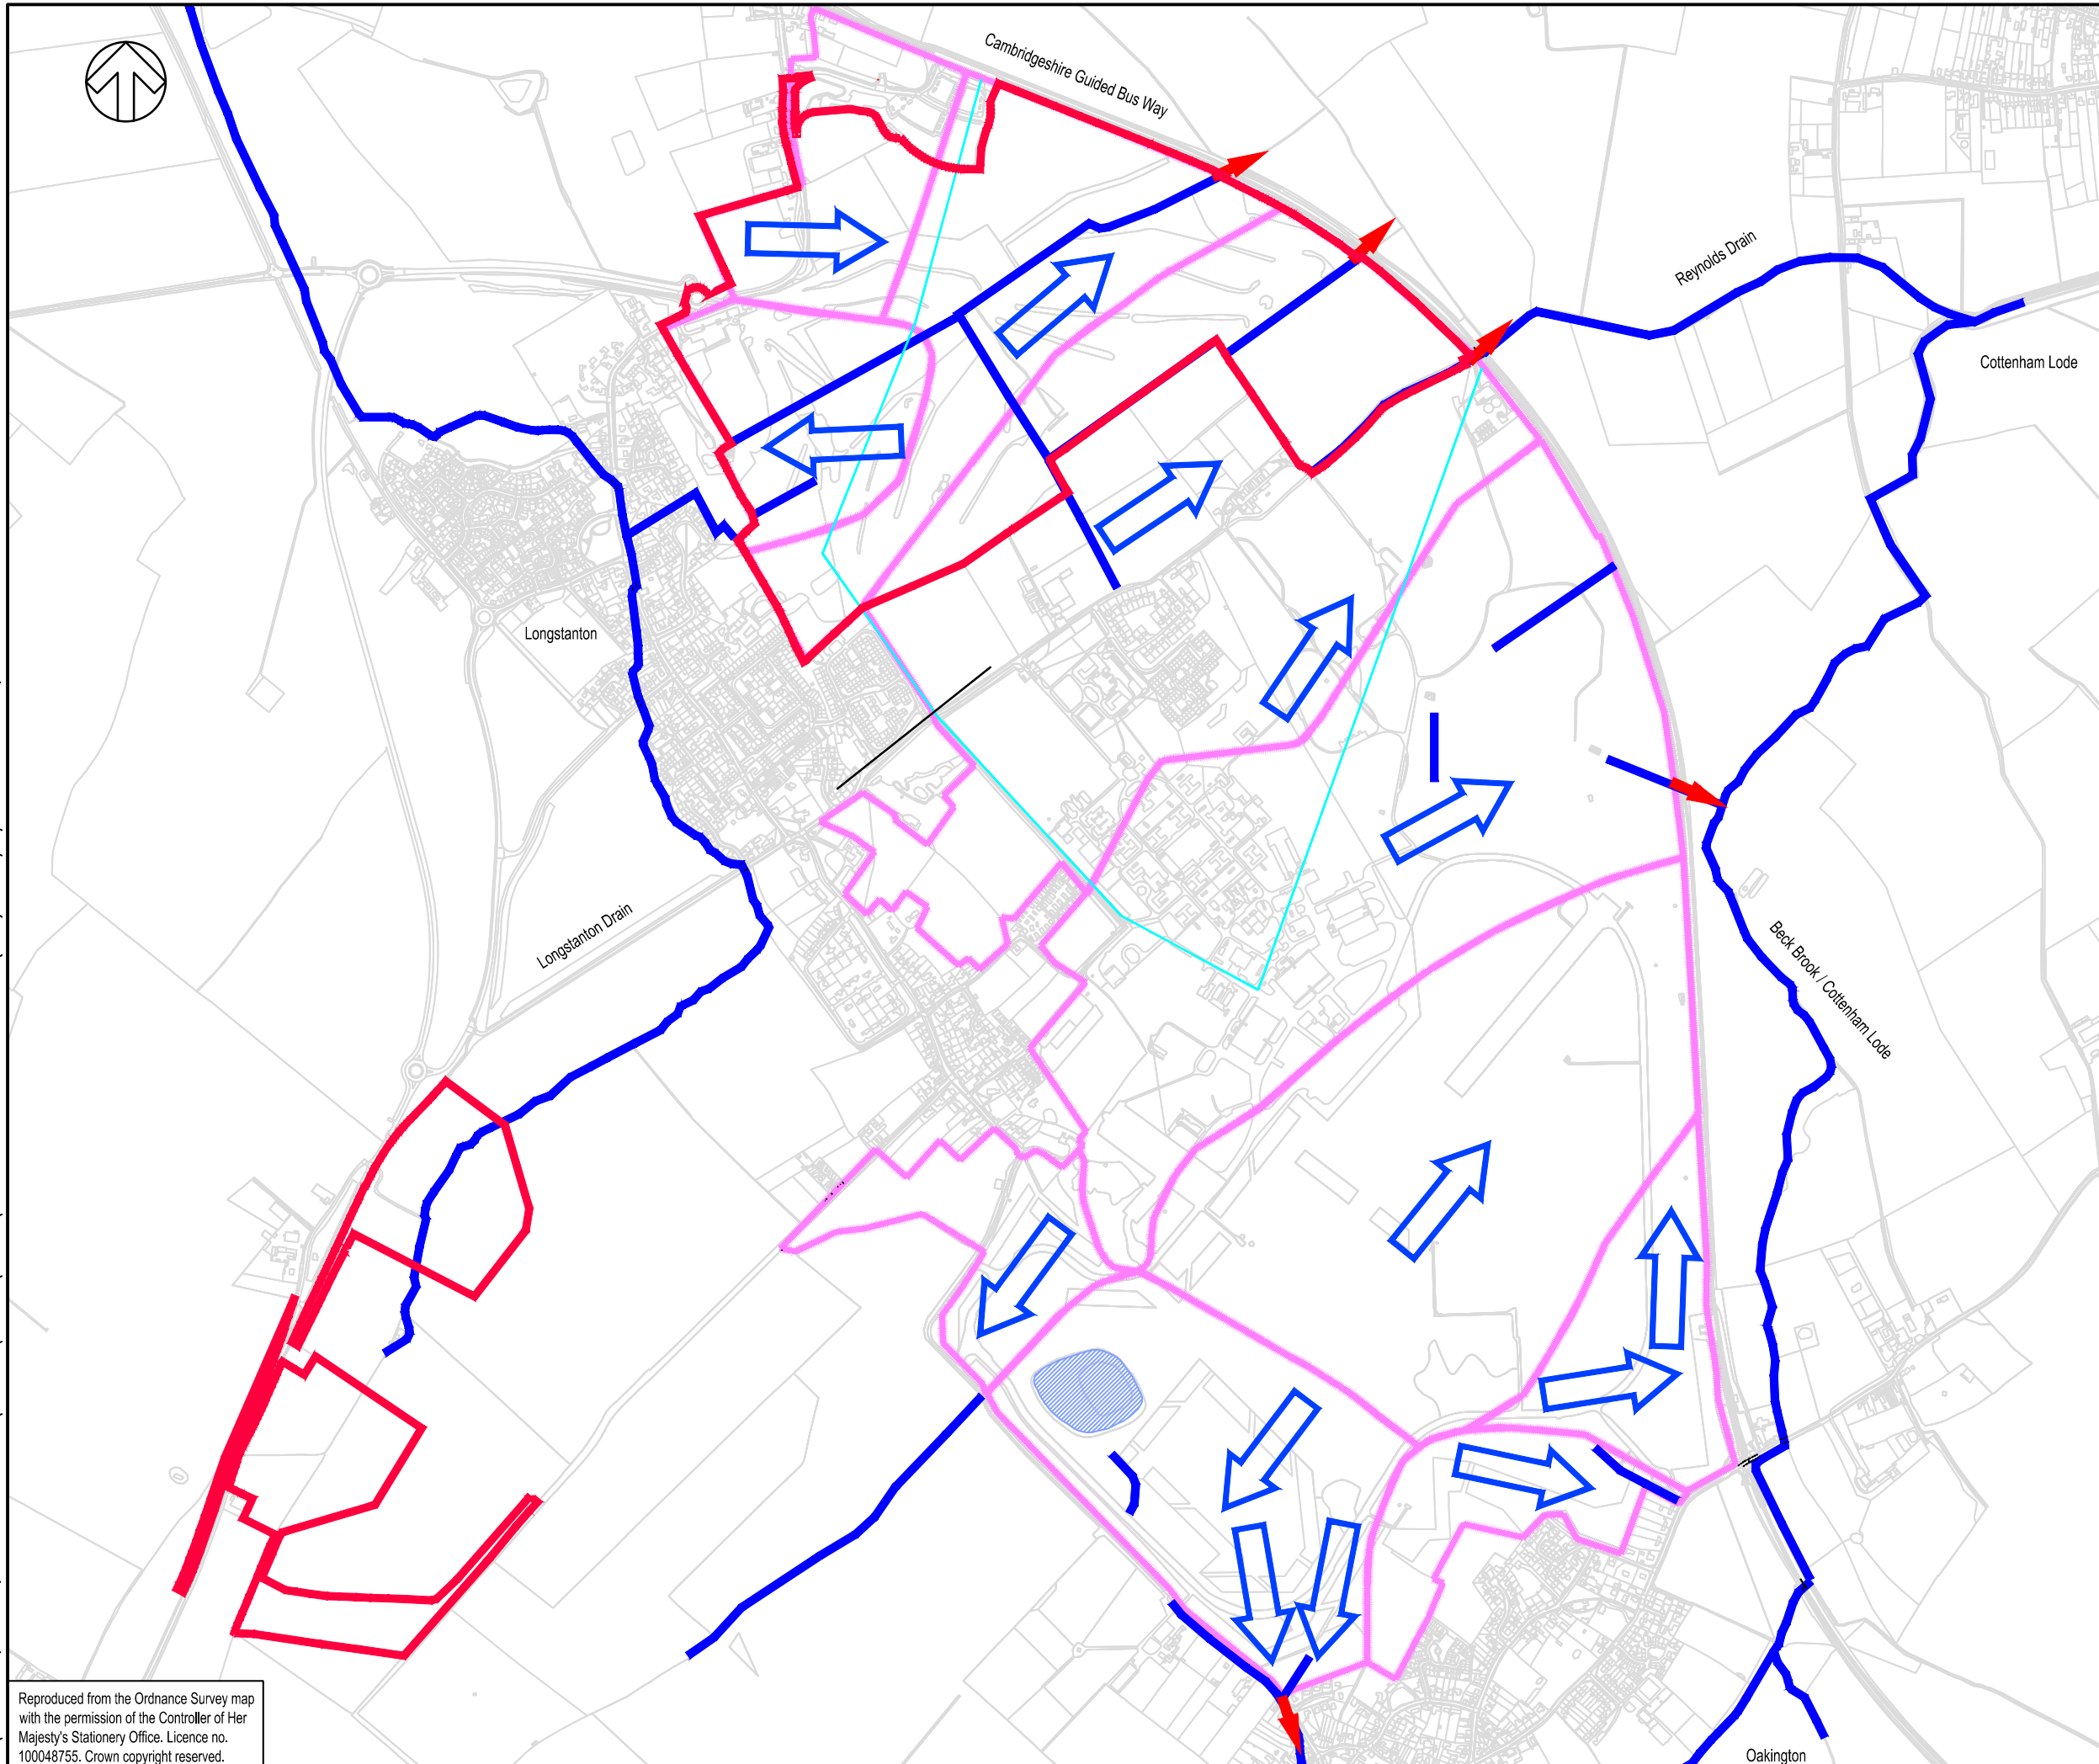 Cambridgeshire Guided Bus Way
Reynolds Drain
Cottenham Lode
Longstanton
Longstanton Drain
Beck Brook / Cottenham Lode
Reproduced from the Ordnance Survey map
with the permission of the Controller of Her
Majesty's Stationery Office. Licence no.
100048755. Crown copyright reserved.
Oakington